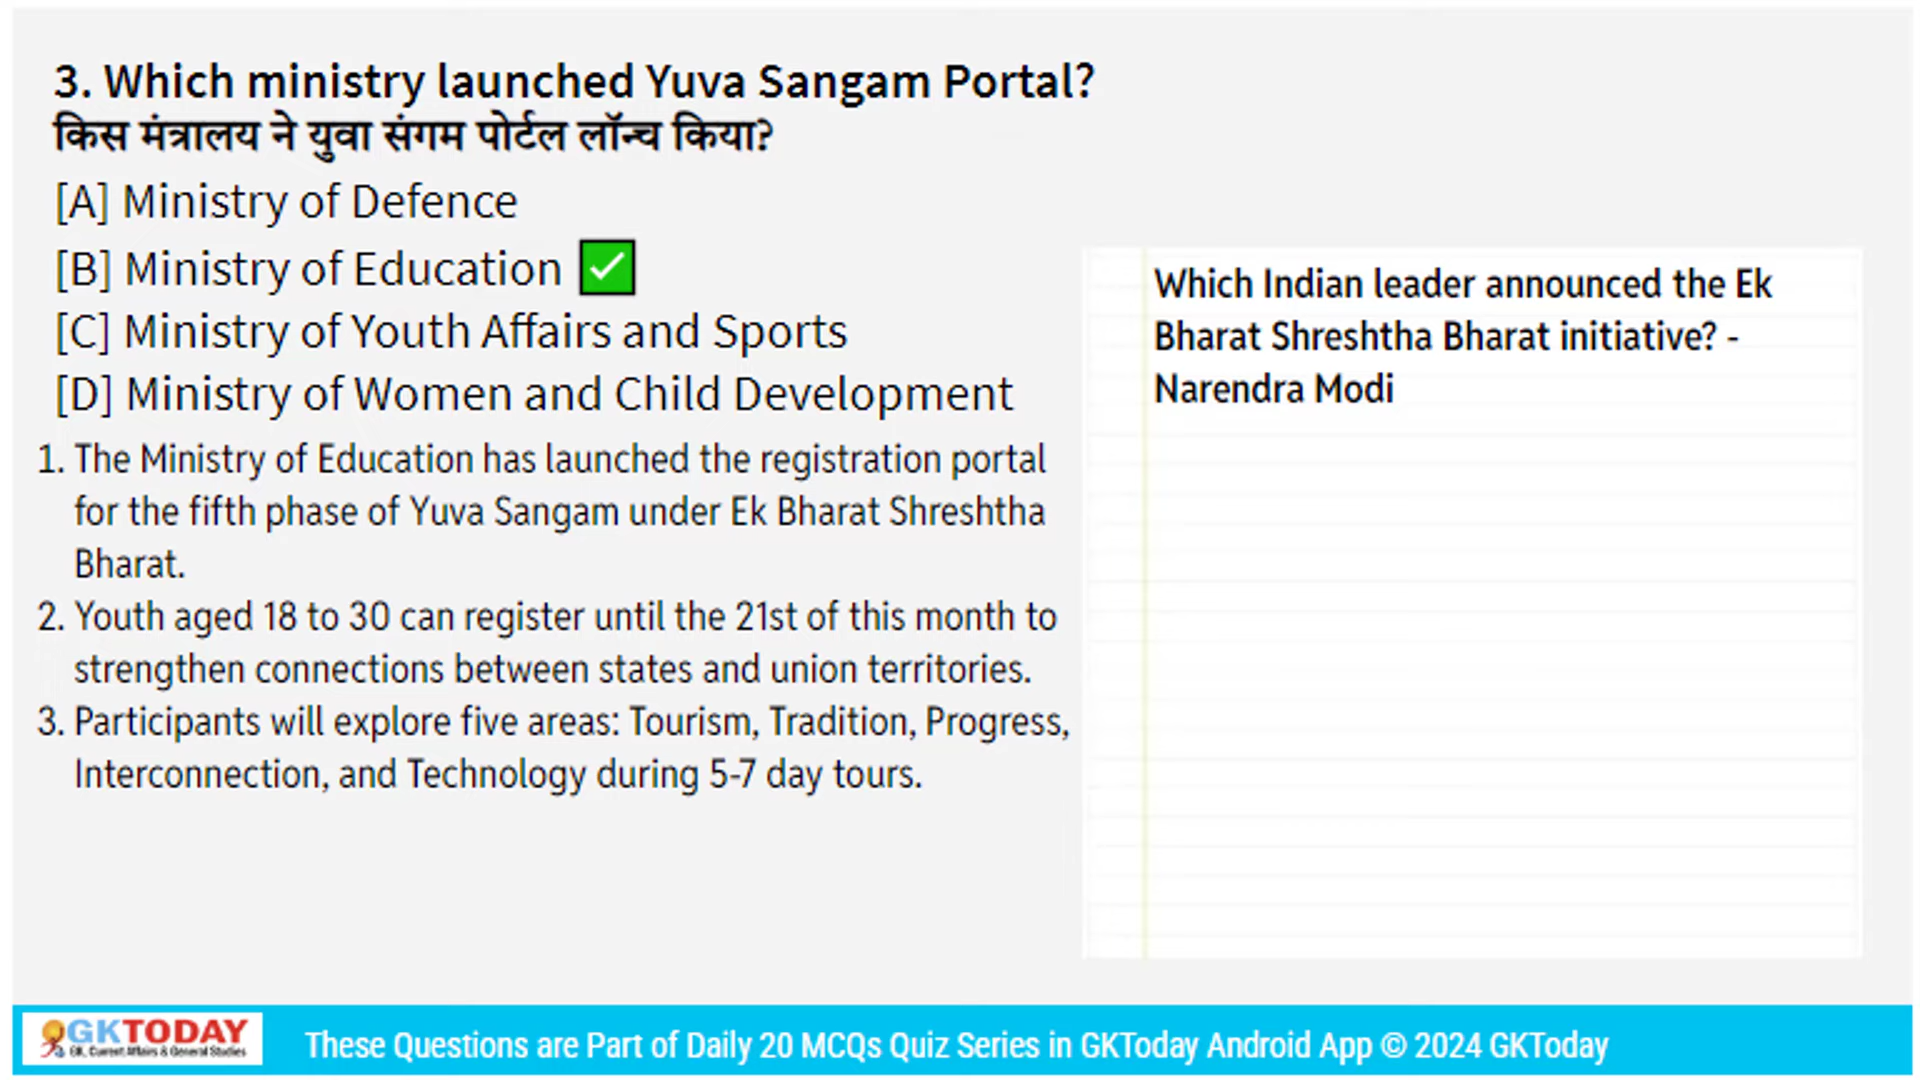 3. Which ministry launched Yuva Sangam Portal?
किस मंत्रालय ने युवा संगम पोर्टल लॉन्च किया?
[A] Ministry of Defence
[B] Ministry of Education
[C] Ministry of Youth Affairs and Sports
[D] Ministry of Women and Child Development
1. The Ministry of Education has launched the registration portal
for the fifth phase of Yuva Sangam under Ek Bharat Shreshtha
Bharat.
2. Youth aged 18 to 30 can register until the 21st of this month to
strengthen connections between states and union territories.
3. Participants will explore five areas: Tourism, Tradition, Progress,
Interconnection, and Technology during 5-7 day tours.
Which Indian leader announced the Ek
Bharat Shreshtha Bharat initiative? -
Narendra Modi
GKTODAY
GK, Current Affairs & General Studies
These Questions are Part of Daily 20 MCQs Quiz Series in GKToday Android App © 2024 GKToday